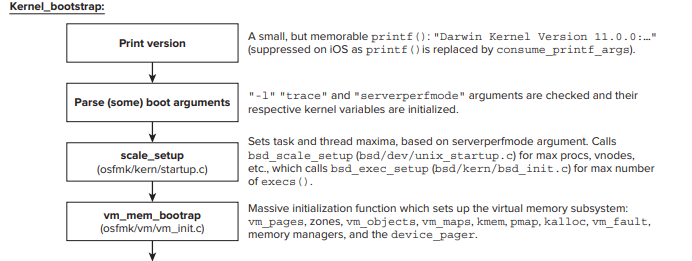 Kernel_bootstrap:
Print version
A small, but memorable printf(): "Darwin Kernel Version 11.0.0:…"
(suppressed on iOS as printf() is replaced by consume_printf_args).
Parse (some) boot arguments
"-l" "trace" and "serverperfmode" arguments are checked and their
respective kernel variables are initialized.
scale_setup
(osfmk/kern/startup.c)
Sets task and thread maxima, based on serverperfmode argument. Calls
bsd_scale_setup (bsd/dev/unix_startup.c) for max procs, vnodes,
etc., which calls bsd_exec_setup (bsd/kern/bsd_init.c) for max number
of execs().
vm_mem_bootrap
(osfmk/vm/vm_init.c)
Massive initialization function which sets up the virtual memory subsystem:
vm_pages, zones, vm_objects, vm_maps, kmem, pmap, kalloc, vm_fault,
memory managers, and the device_pager.